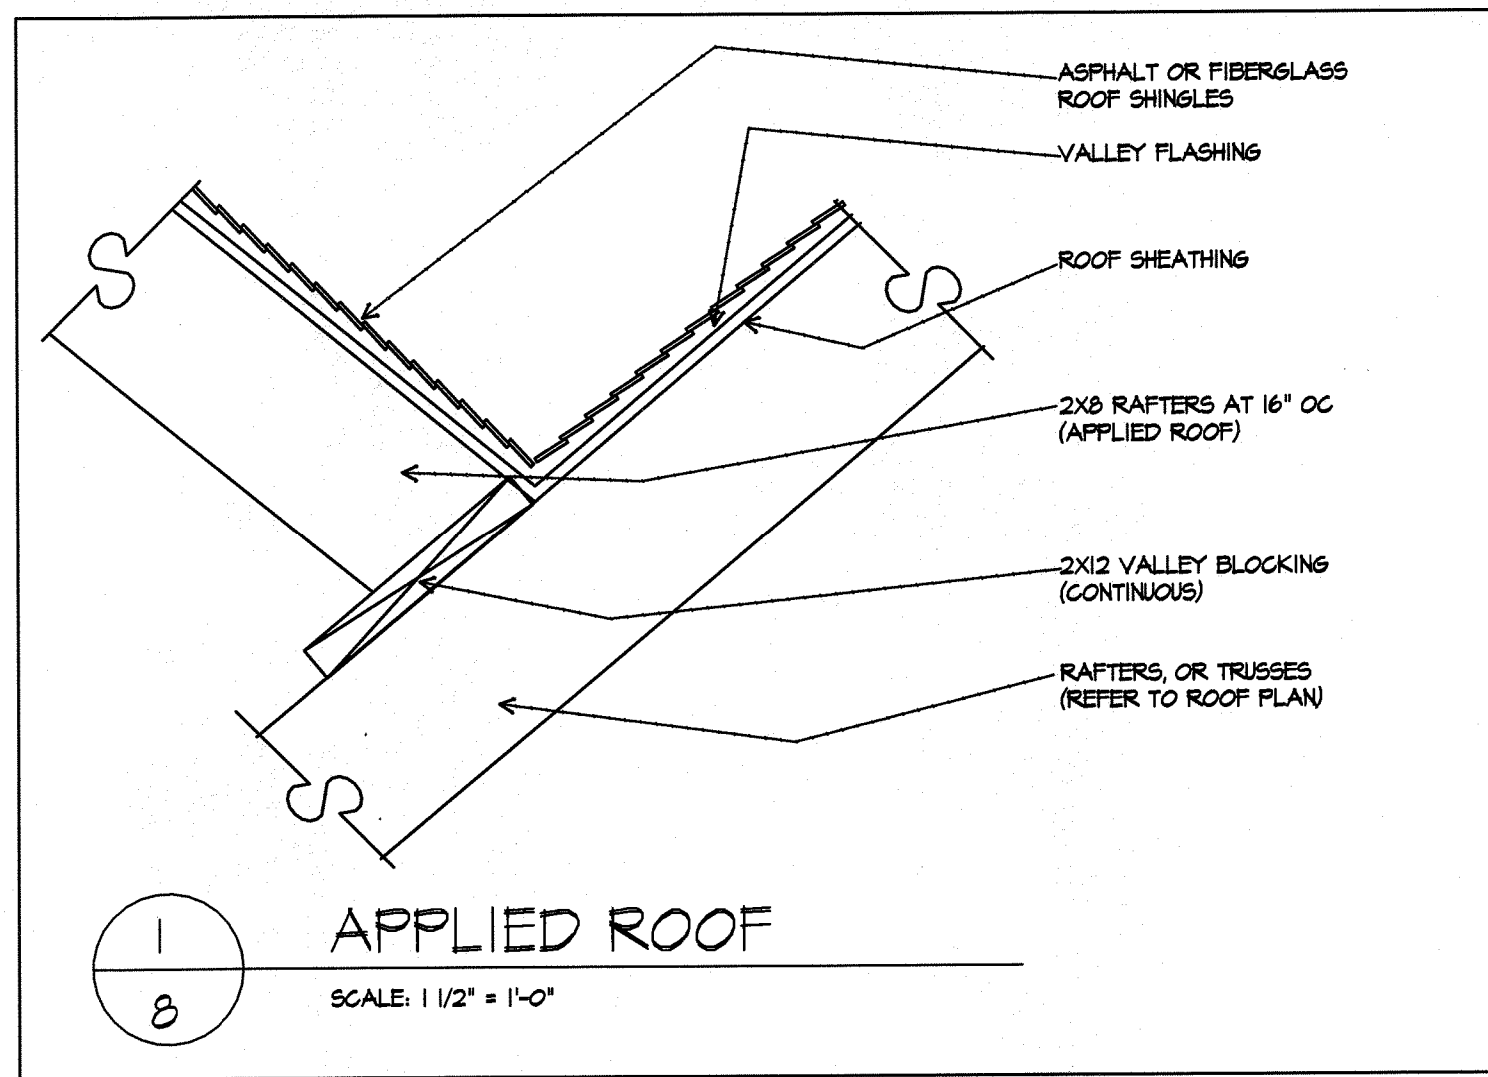 ASPHALT OR FIBERGLASS
ROOF SHINGLES
VALLEY FLASHING
ROOF SHEATHING
2X8 RAFTERS AT 16" OC
(APPLIED ROOF)
2X12 VALLEY BLOCKING
(CONTINUOUS)
RAFTERS, OR TRUSSES
(REFER TO ROOF PLAN)
1
8
APPLIED ROOF
SCALE: 1 1/2" = 1'-0"